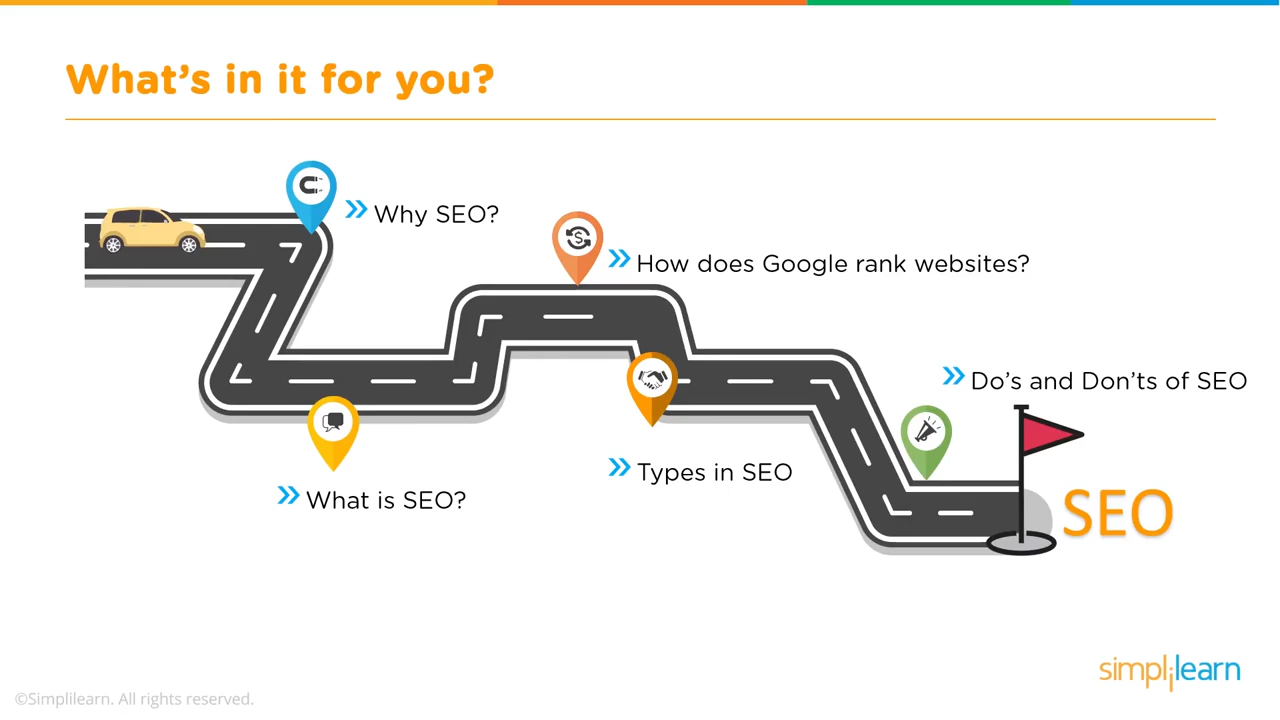 What's in it for you?
Why SEO?
How does Google rank websites?
Do's and Don'ts of SEO
Types in SEO
What is SEO?
SEO
simplilearn
©Simplilearn. All rights reserved.